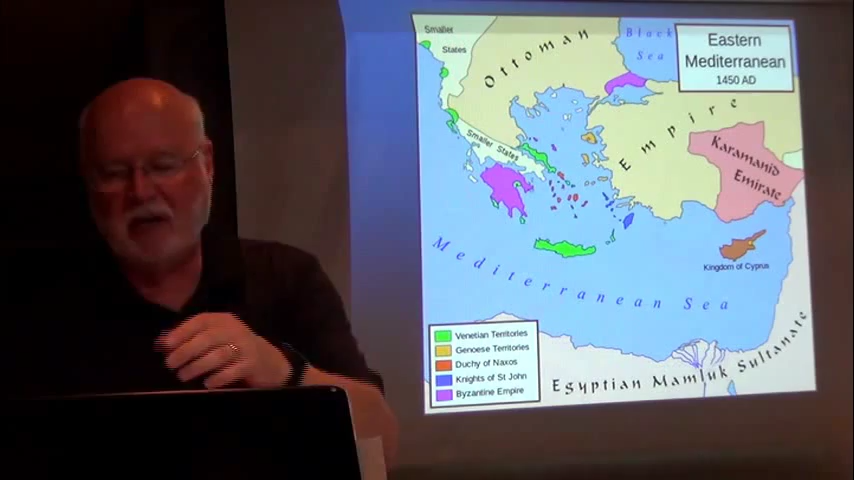 Smaller
States
Ottoman
Black
Sea
Eastern
Mediterranean
1450 AD
Empire
Smaller States
Karamanid
Emirate
Kingdom of Cyprus
Mediterranean Sea
Venetian Territories
Genoese Territories
Duchy of Naxos
Knights of St John
Byzantine Empire
Egyptian Mamluk Sultanate